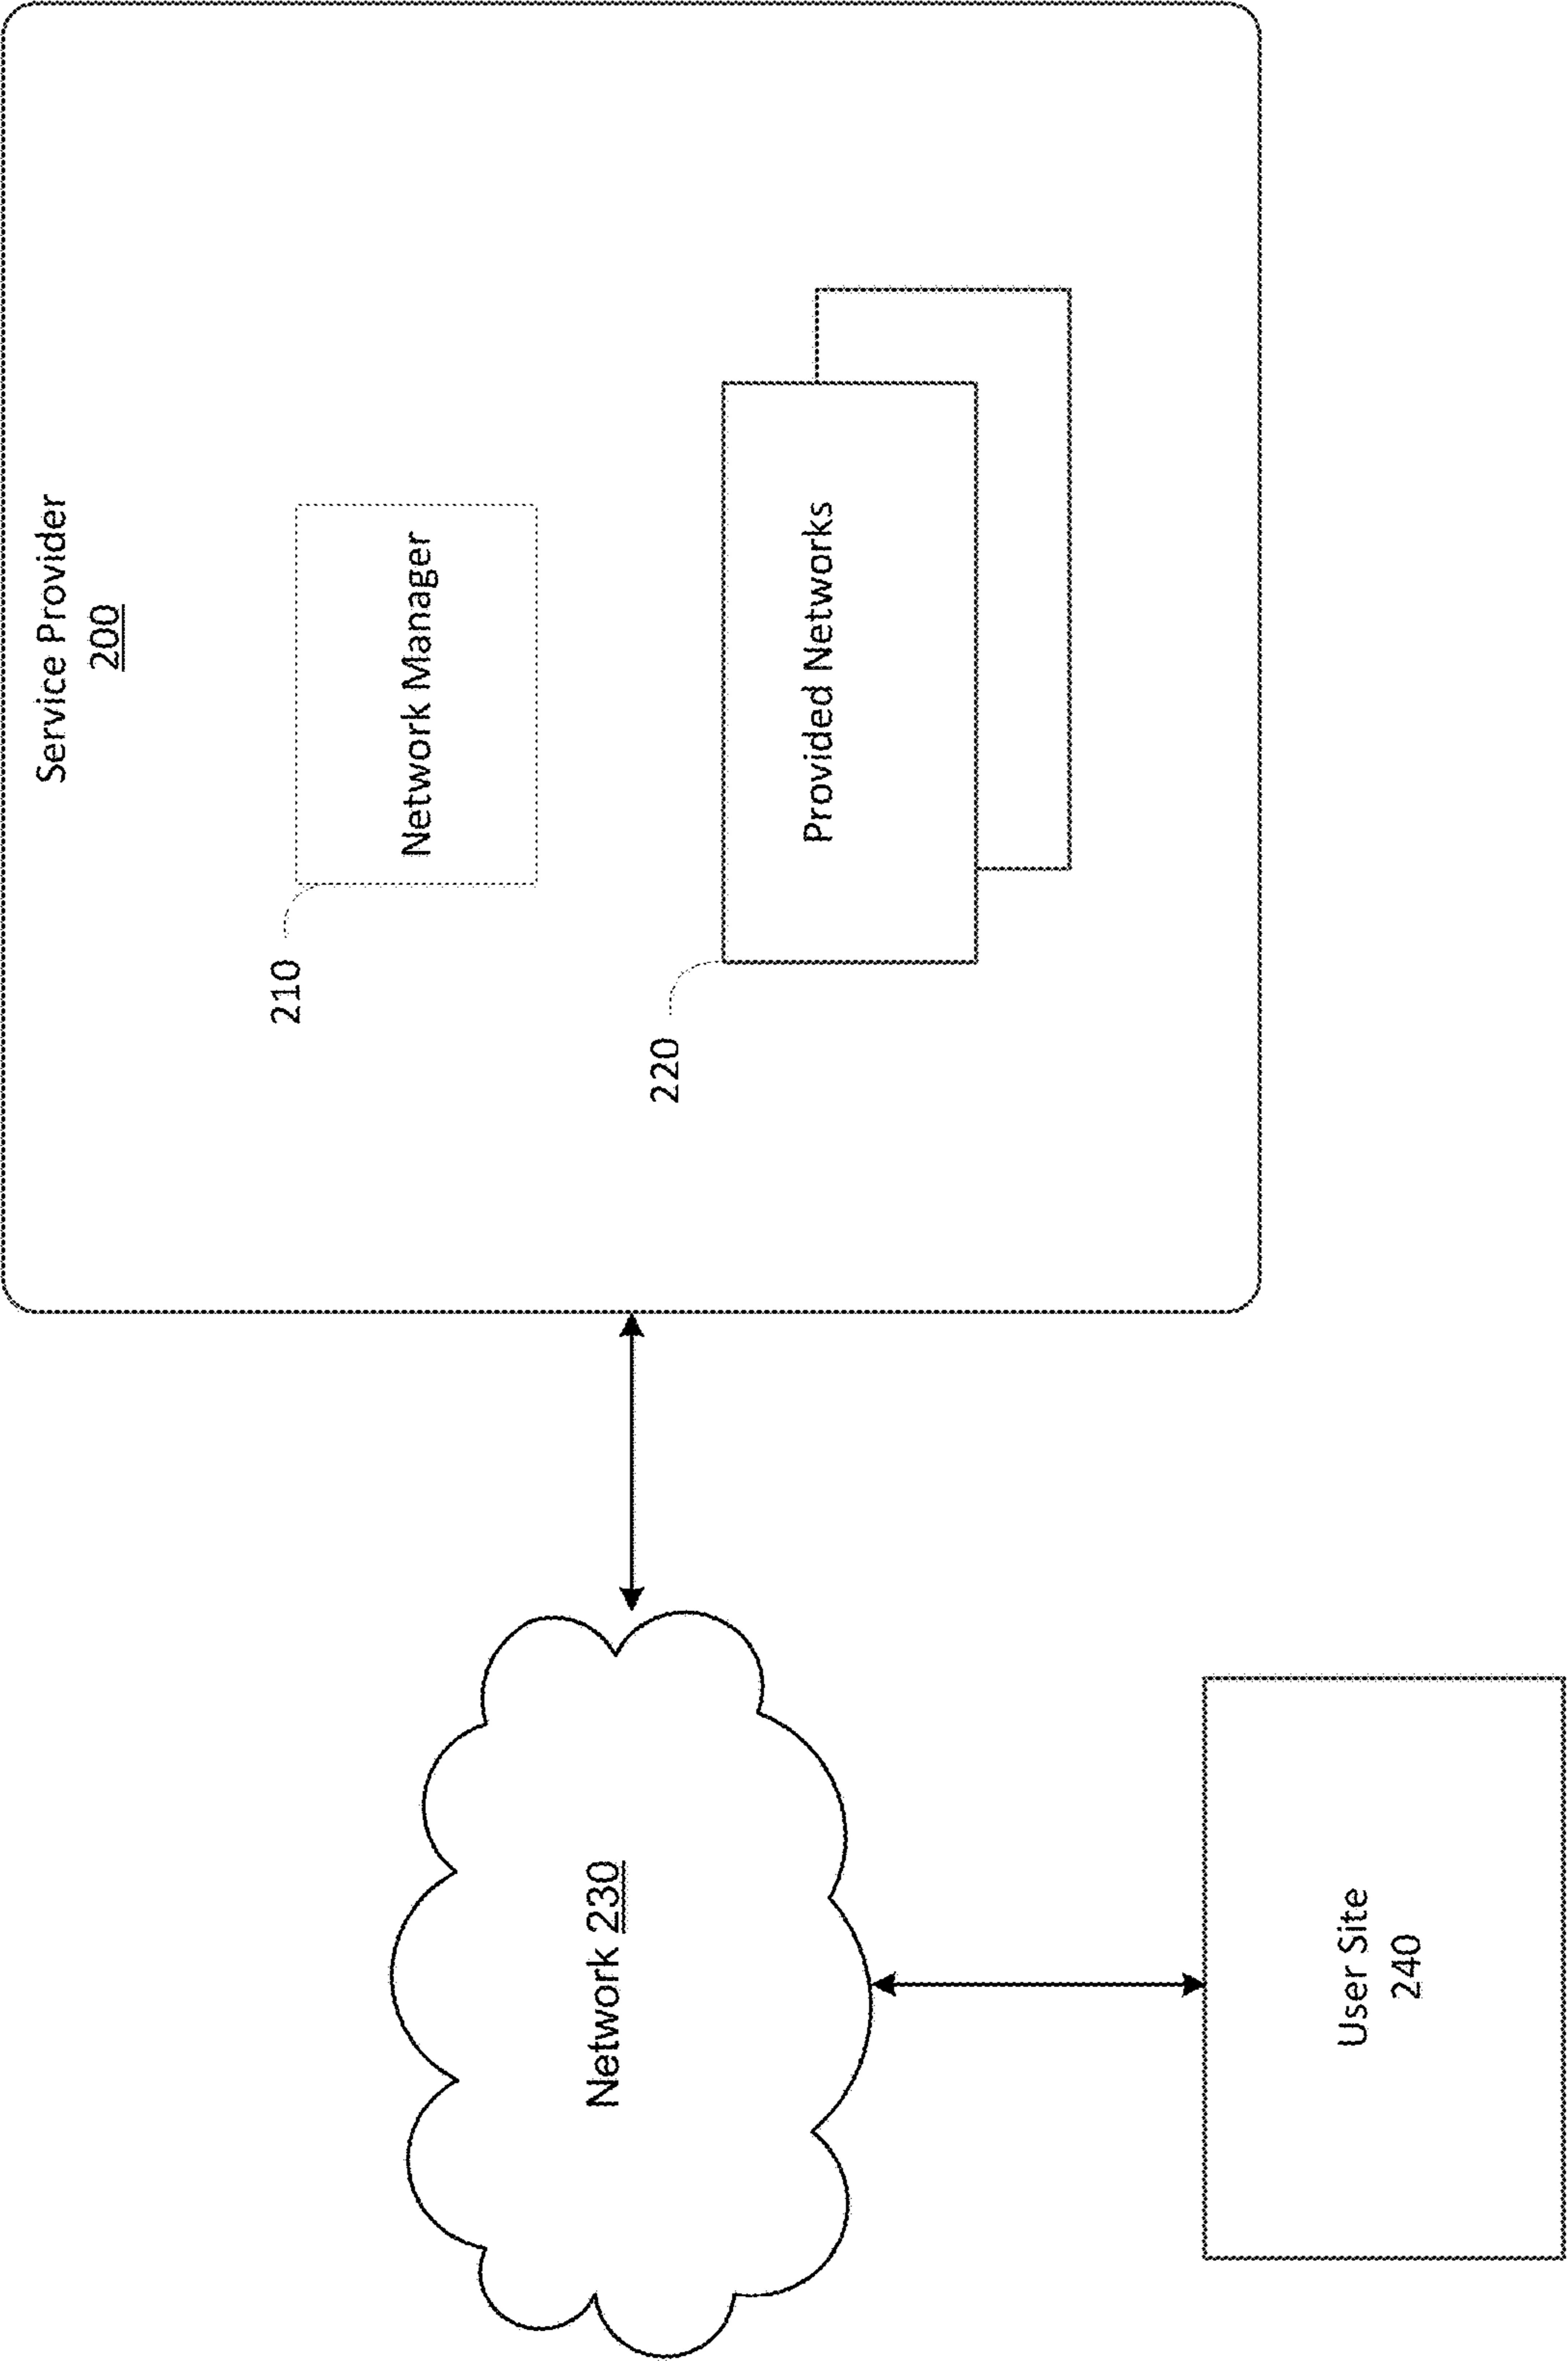 Service Provider
200
Network Manager
210
Provided Networks
220
Network 230
User Site
240